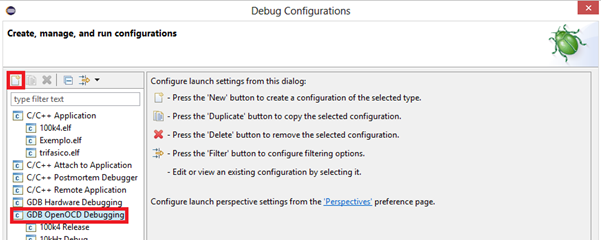 Debug Configurations
Create, manage, and run configurations
type filter text
C/C++ Application
100k4.elf
Exemplo.elf
trifasico.elf
C/C++ Attach to Application
C/C++ Postmortem Debugger
C/C++ Remote Application
GDB Hardware Debugging
GDB OpenOCD Debugging
100k4 Release
10kHz Debug
Configure launch settings from this dialog:
- Press the 'New' button to create a configuration of the selected type.
- Press the 'Duplicate' button to copy the selected configuration.
- Press the 'Delete' button to remove the selected configuration.
- Press the 'Filter' button to configure filtering options.
- Edit or view an existing configuration by selecting it.
Configure launch perspective settings from the 'Perspectives' preference page.